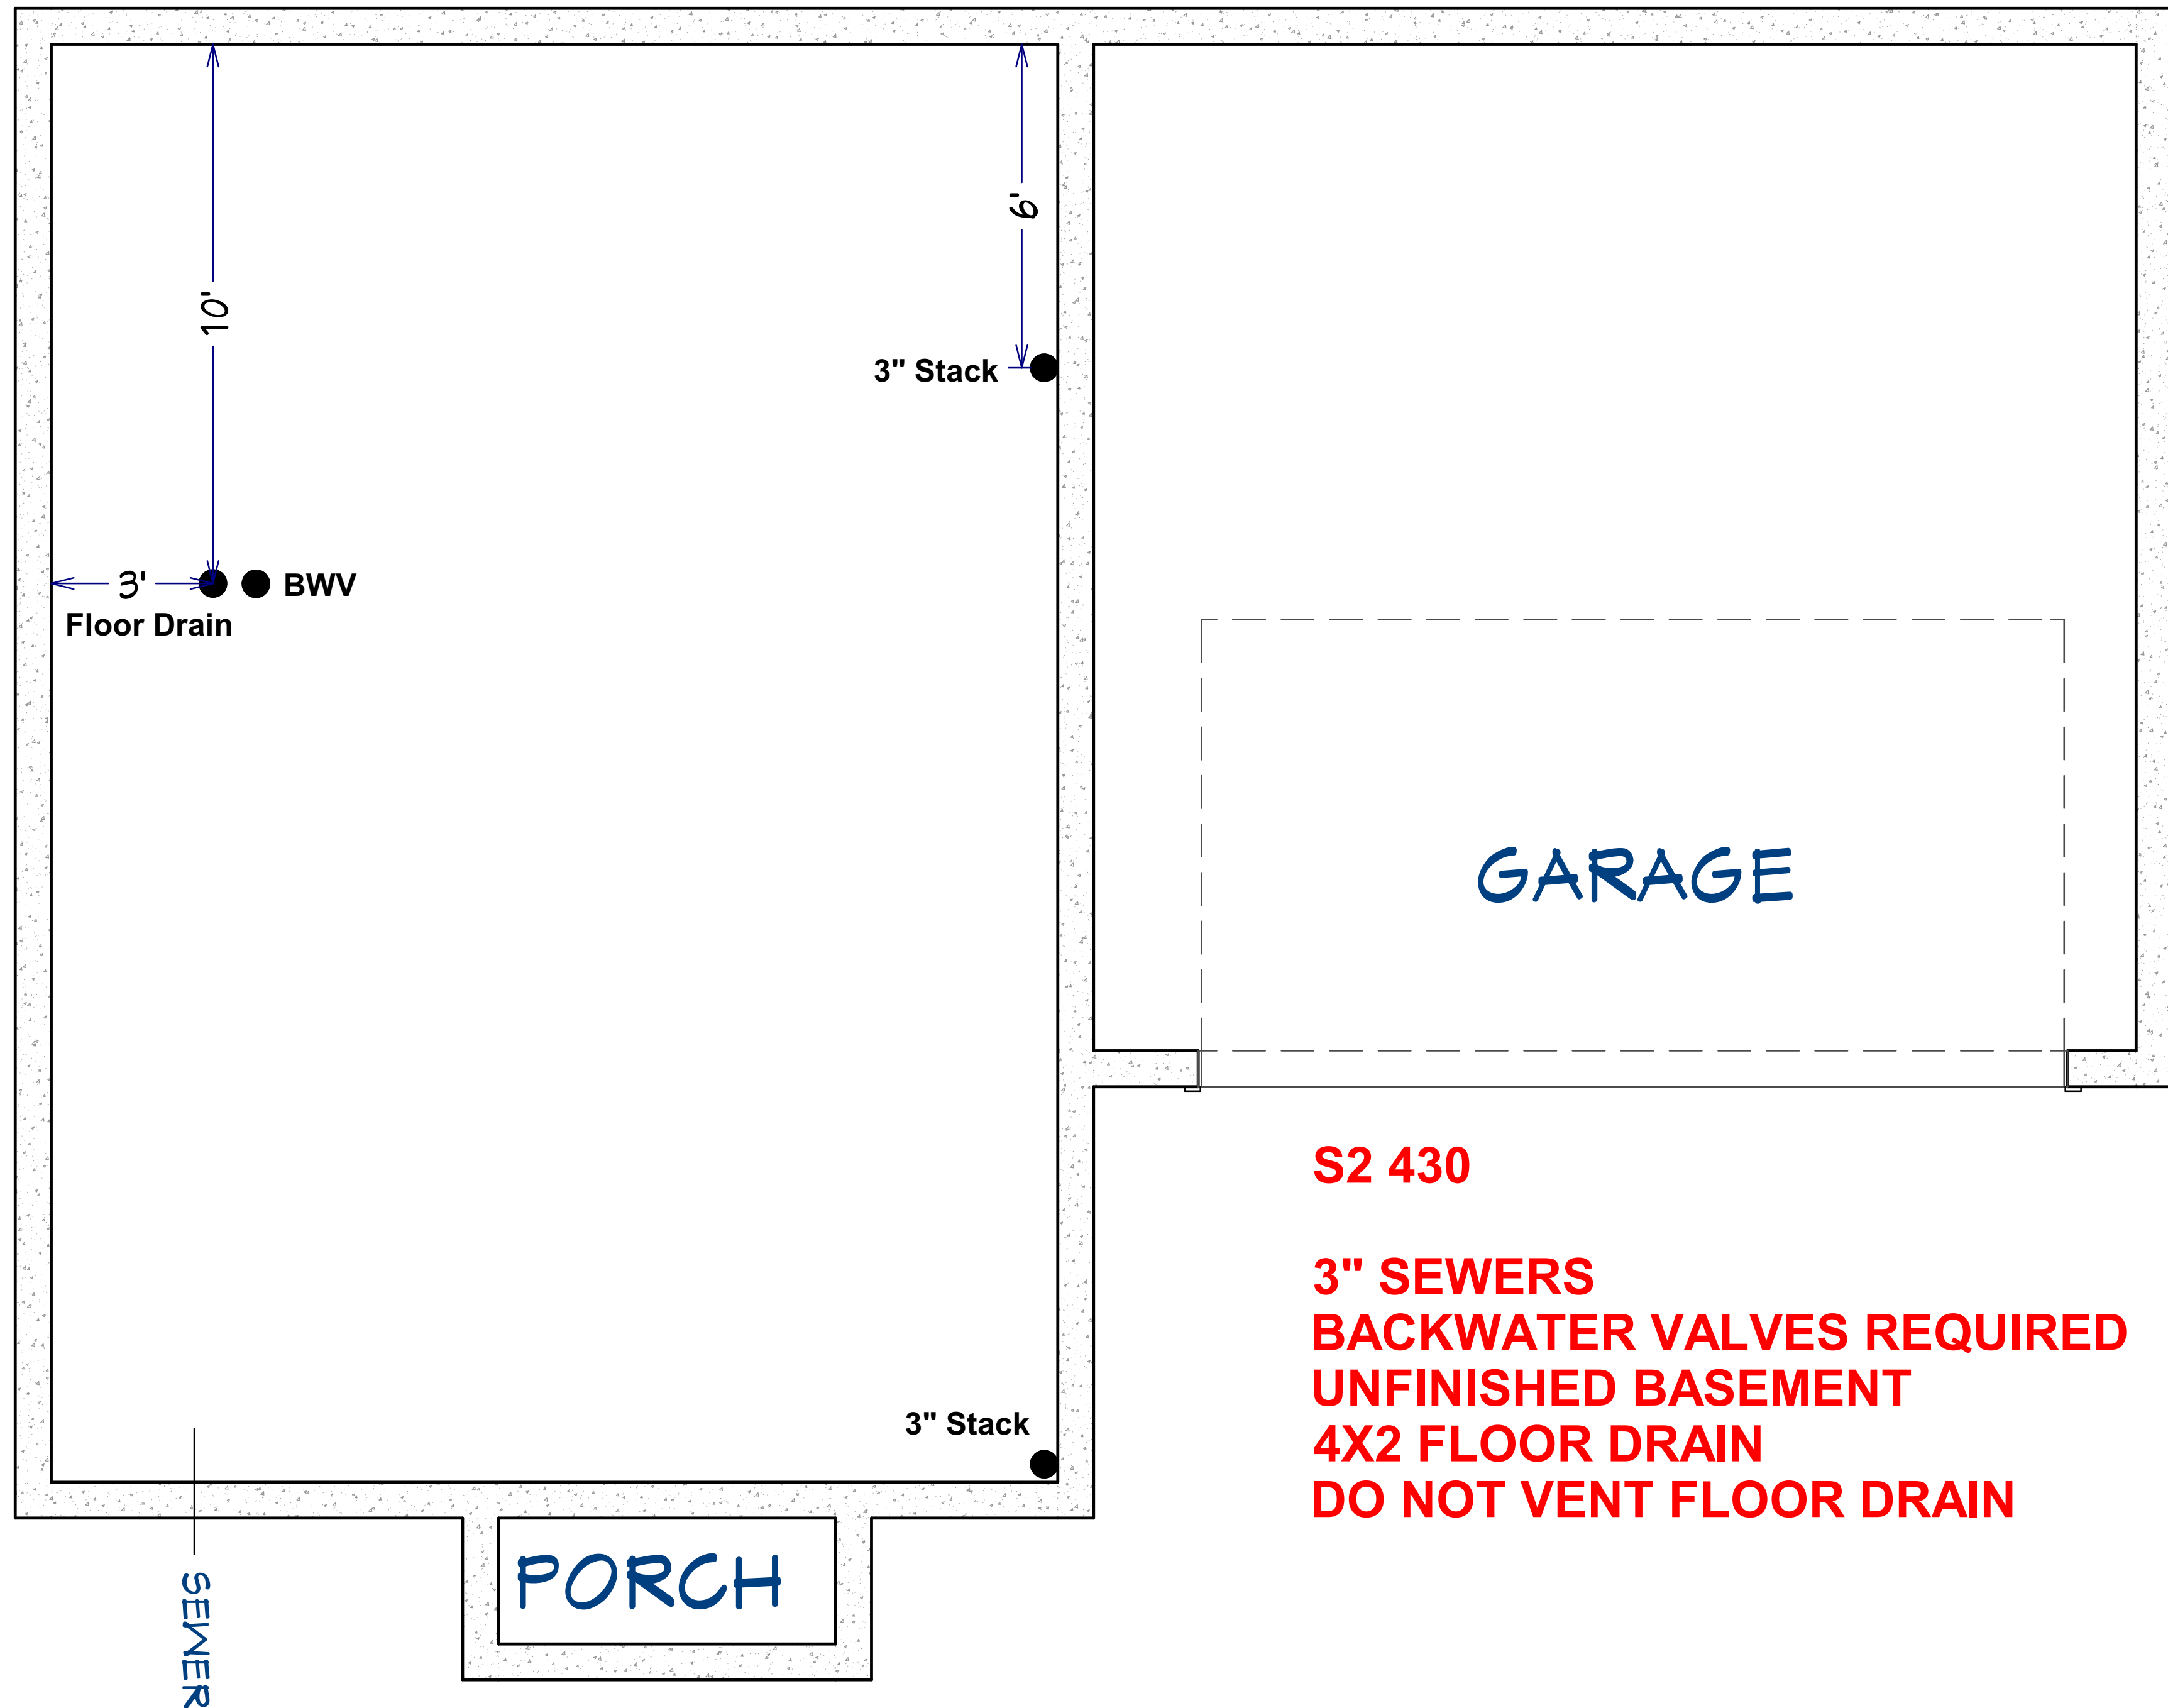 6'
10'
3" Stack
3'
BWV
Floor Drain
GARAGE
S2 430
3" SEWERS
BACKWATER VALVES REQUIRED
UNFINISHED BASEMENT
4X2 FLOOR DRAIN
DO NOT VENT FLOOR DRAIN
3" Stack
PORCH
SEWER